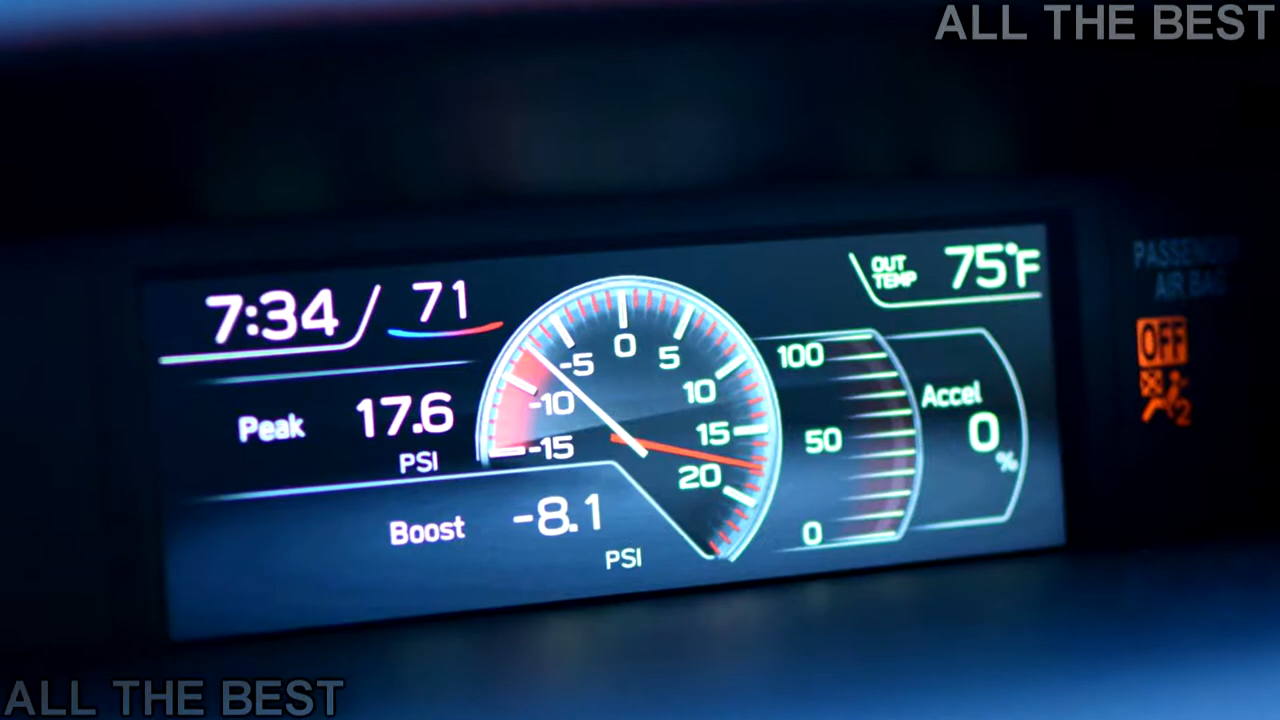 ALL THE BEST
7:34 71
OUT TEMP 75°F
Peak 17.6
PSI
Boost -8.1
PSI
-15 -10 -5 0 5 10 15 20
100
50
0
Accel
0
%
PASSENGER
AIR BAG
OFF
2
ALL THE BEST